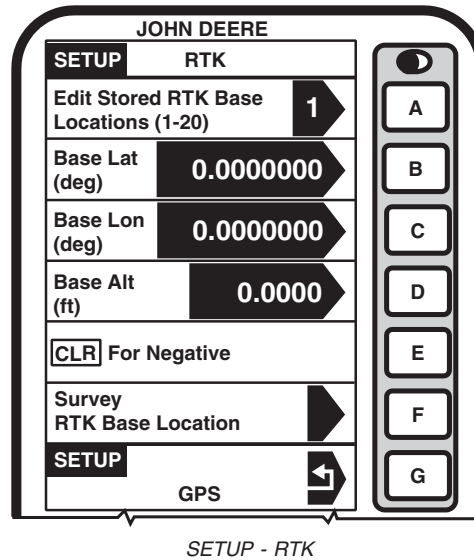 JOHN DEERE
SETUP RTK
Edit Stored RTK Base
Locations (1-20)
1
Base Lat
(deg)
0.0000000
Base Lon
(deg)
0.0000000
Base Alt
(ft)
0.0000
CLR For Negative
Survey
RTK Base Location
SETUP
GPS
A
B
C
D
E
F
G
SETUP - RTK